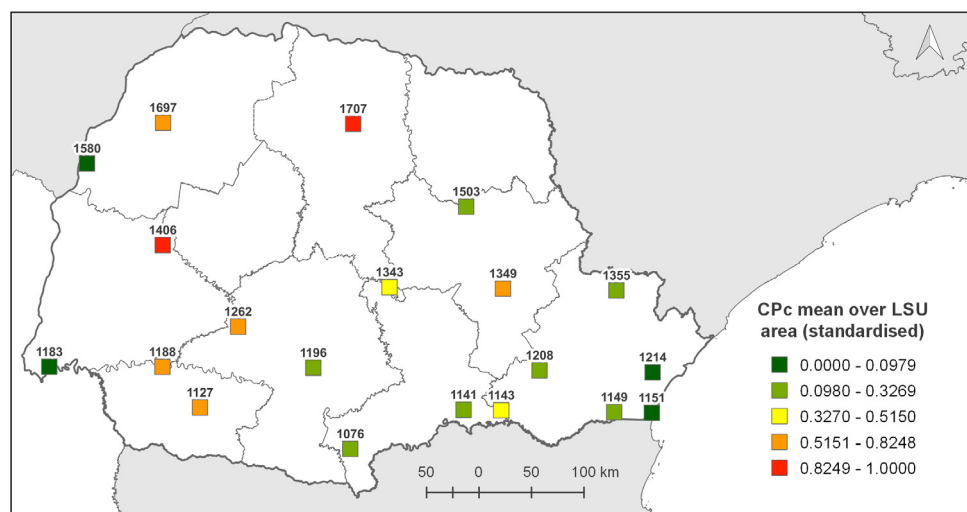 1697
1707
1580
1503
1406
1343
1349
1355
1262
1183
1188
1196
1208
1214
1127
1141
1143
1149
1151
1076
CPc mean over LSU
area (standardised)
0.0000 - 0.0979
0.0980 - 0.3269
0.3270 - 0.5150
0.5151 - 0.8248
0.8249 - 1.0000
50 0 50 100 km